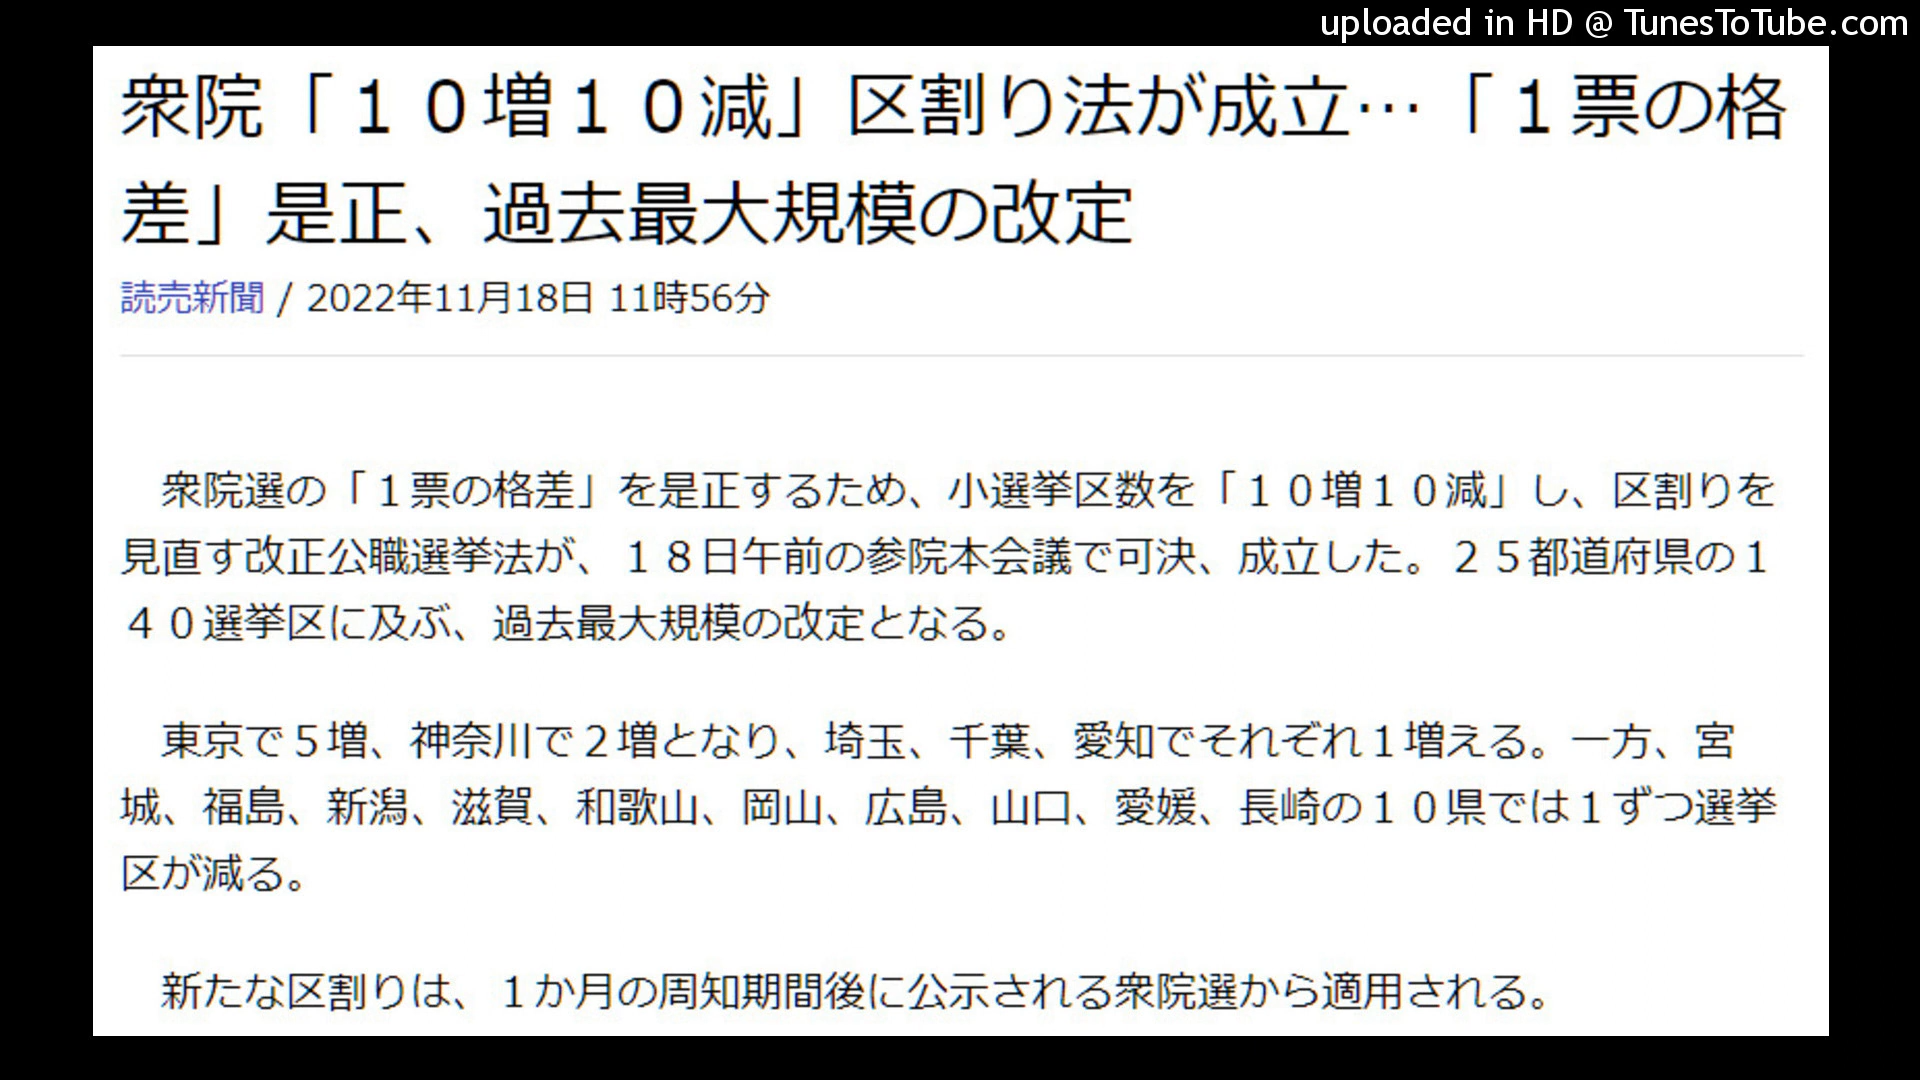 uploaded in HD @ TunesToTube.com
衆院「１０増１０減」区割り法が成立…「１票の格
差」是正、過去最大規模の改定
読売新聞 / 2022年11月18日 11時56分
　衆院選の「１票の格差」を是正するため、小選挙区数を「１０増１０減」し、区割りを
見直す改正公職選挙法が、１８日午前の参院本会議で可決、成立した。２５都道府県の１
４０選挙区に及ぶ、過去最大規模の改定となる。
　東京で５増、神奈川で２増となり、埼玉、千葉、愛知でそれぞれ１増える。一方、宮
城、福島、新潟、滋賀、和歌山、岡山、広島、山口、愛媛、長崎の１０県では１ずつ選挙
区が減る。
　新たな区割りは、１か月の周知期間後に公示される衆院選から適用される。